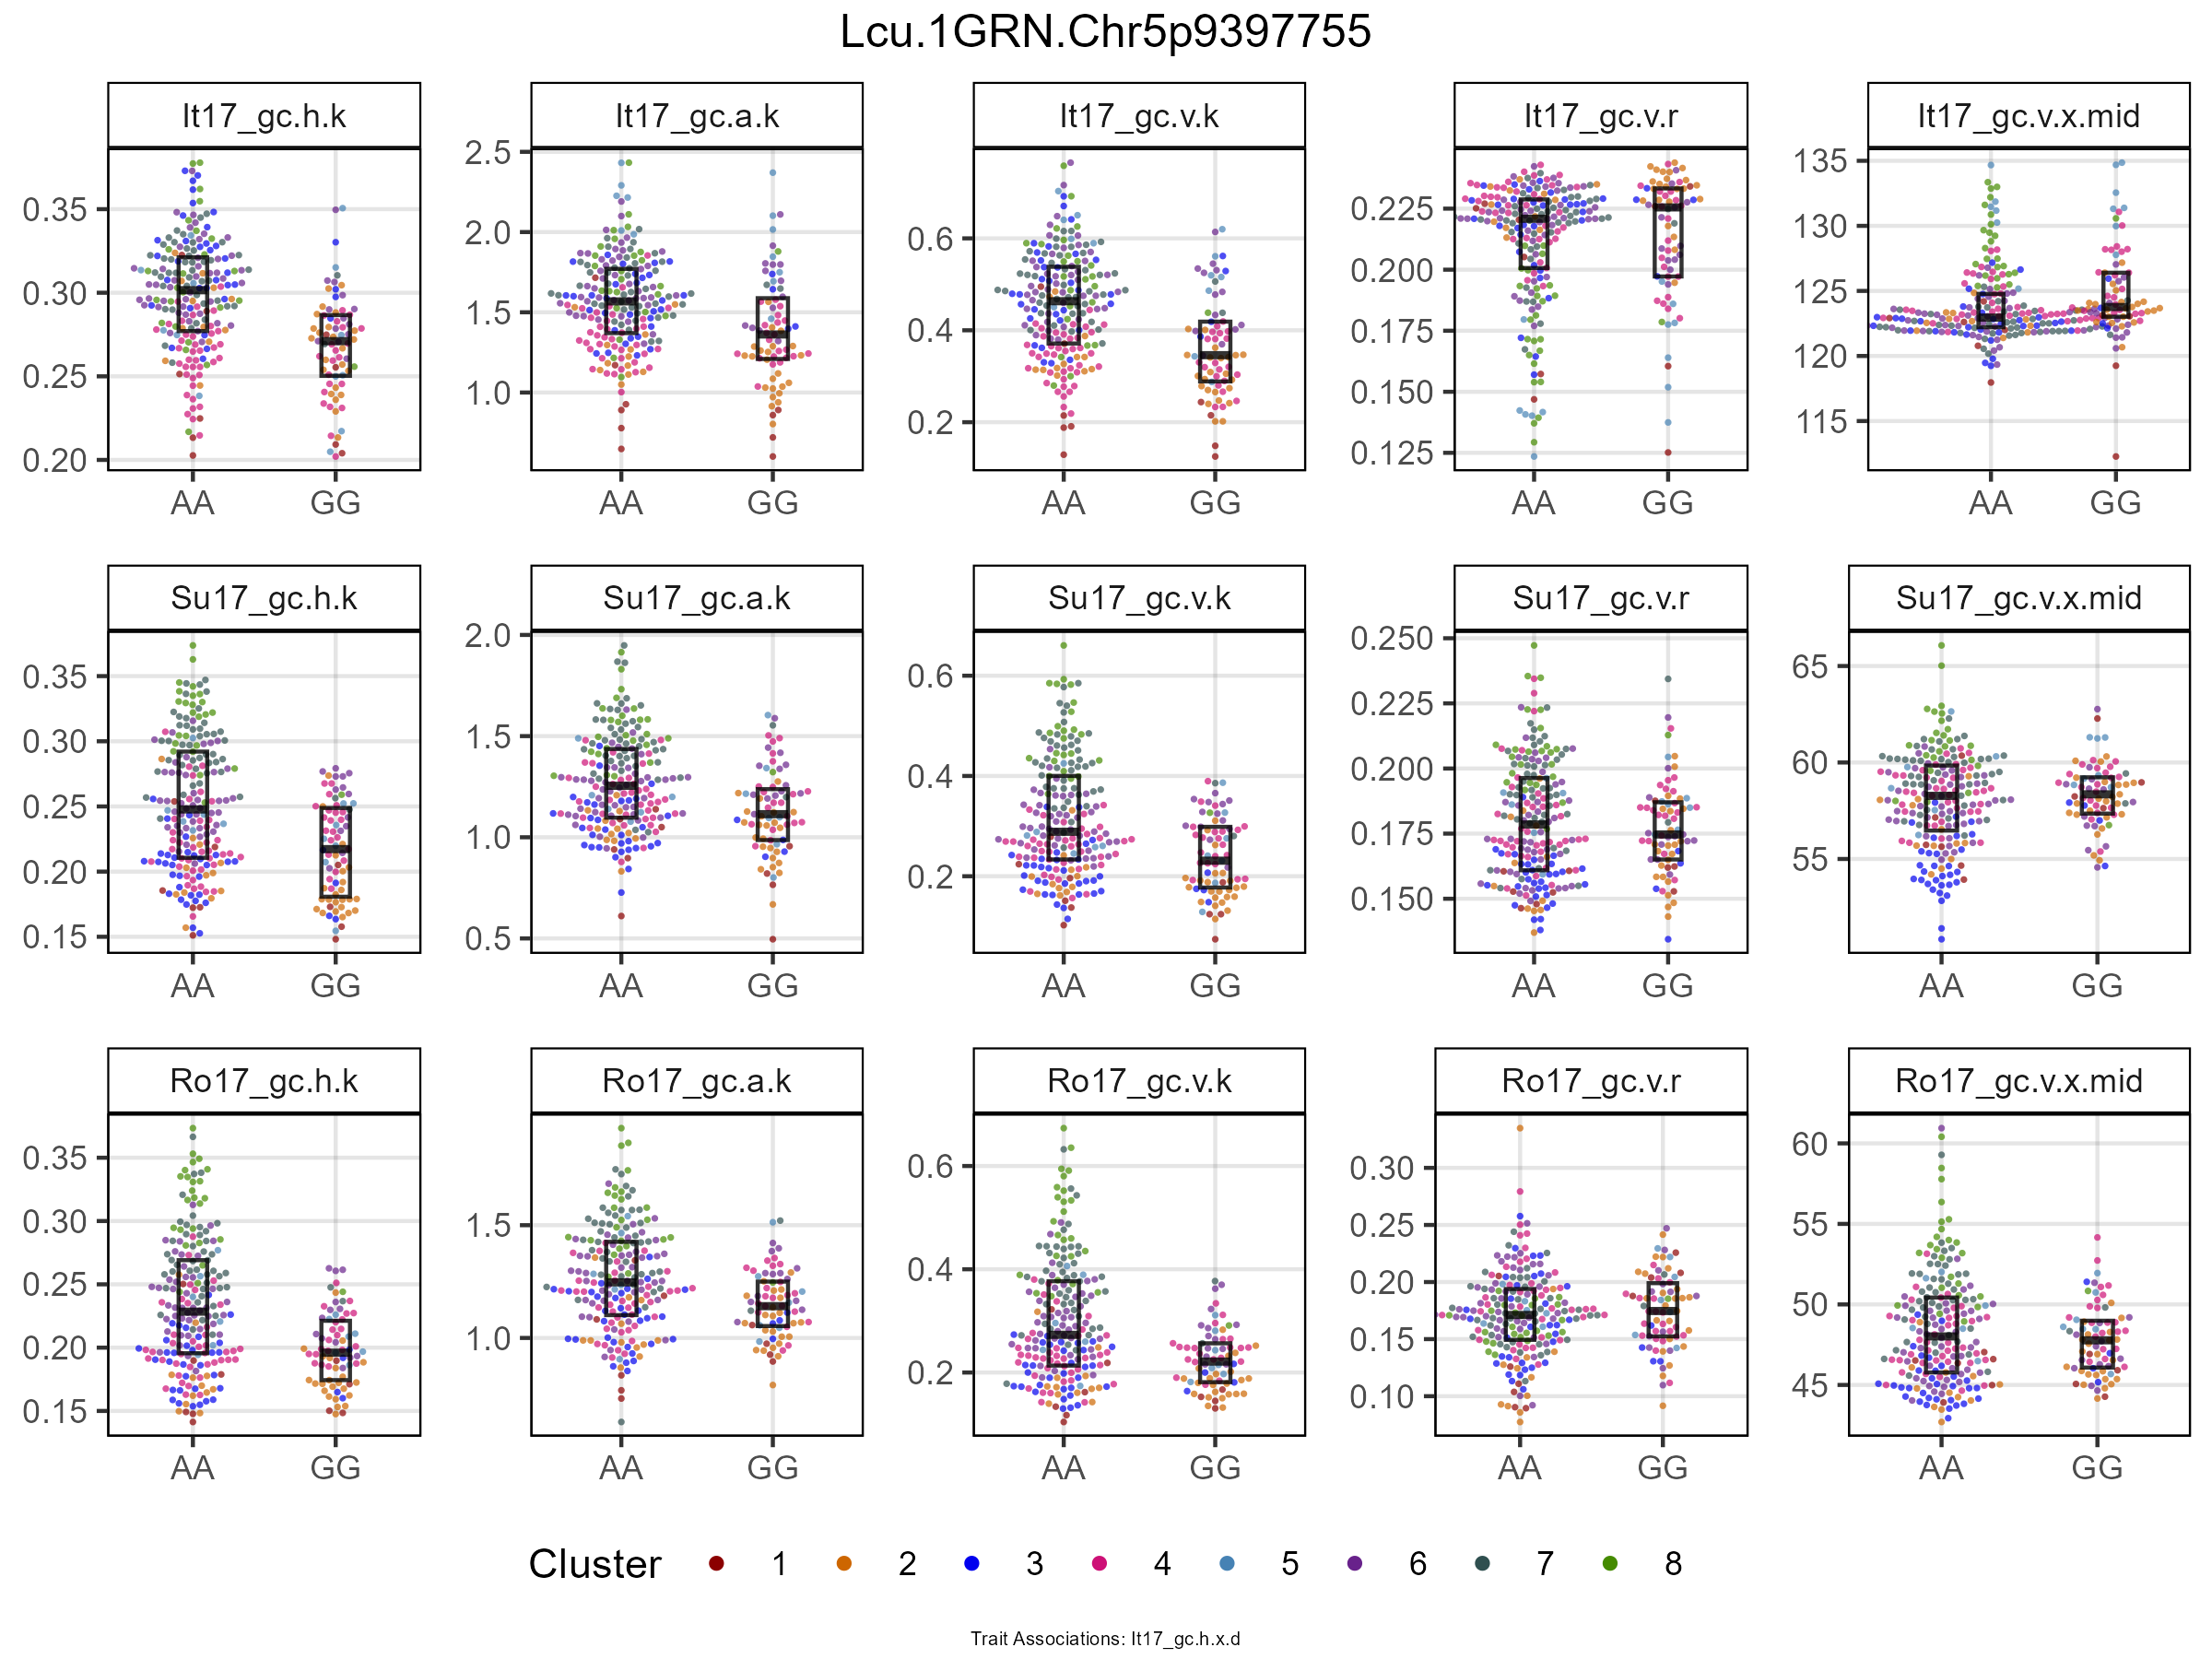 Lcu.1GRN.Chr5p9397755
It17_gc.h.k It17_gc.a.k It17_gc.v.k It17_gc.v.r It17_gc.v.x.mid
0.35 0.30 0.25 0.20
2.5 2.0 1.5 1.0
0.6 0.4 0.2
0.225 0.200 0.175 0.150 0.125
135 130 125 120 115
AA GG AA GG AA GG AA GG AA GG
Su17_gc.h.k Su17_gc.a.k Su17_gc.v.k Su17_gc.v.r Su17_gc.v.x.mid
0.35 0.30 0.25 0.20 0.15
2.0 1.5 1.0 0.5
0.6 0.4 0.2
0.250 0.225 0.200 0.175 0.150
65 60 55
AA GG AA GG AA GG AA GG AA GG
Ro17_gc.h.k Ro17_gc.a.k Ro17_gc.v.k Ro17_gc.v.r Ro17_gc.v.x.mid
0.35 0.30 0.25 0.20 0.15
1.5 1.0
0.6 0.4 0.2
0.30 0.25 0.20 0.15 0.10
60 55 50 45
AA GG AA GG AA GG AA GG AA GG
Cluster 1 2 3 4 5 6 7 8
Trait Associations: It17_gc.h.x.d